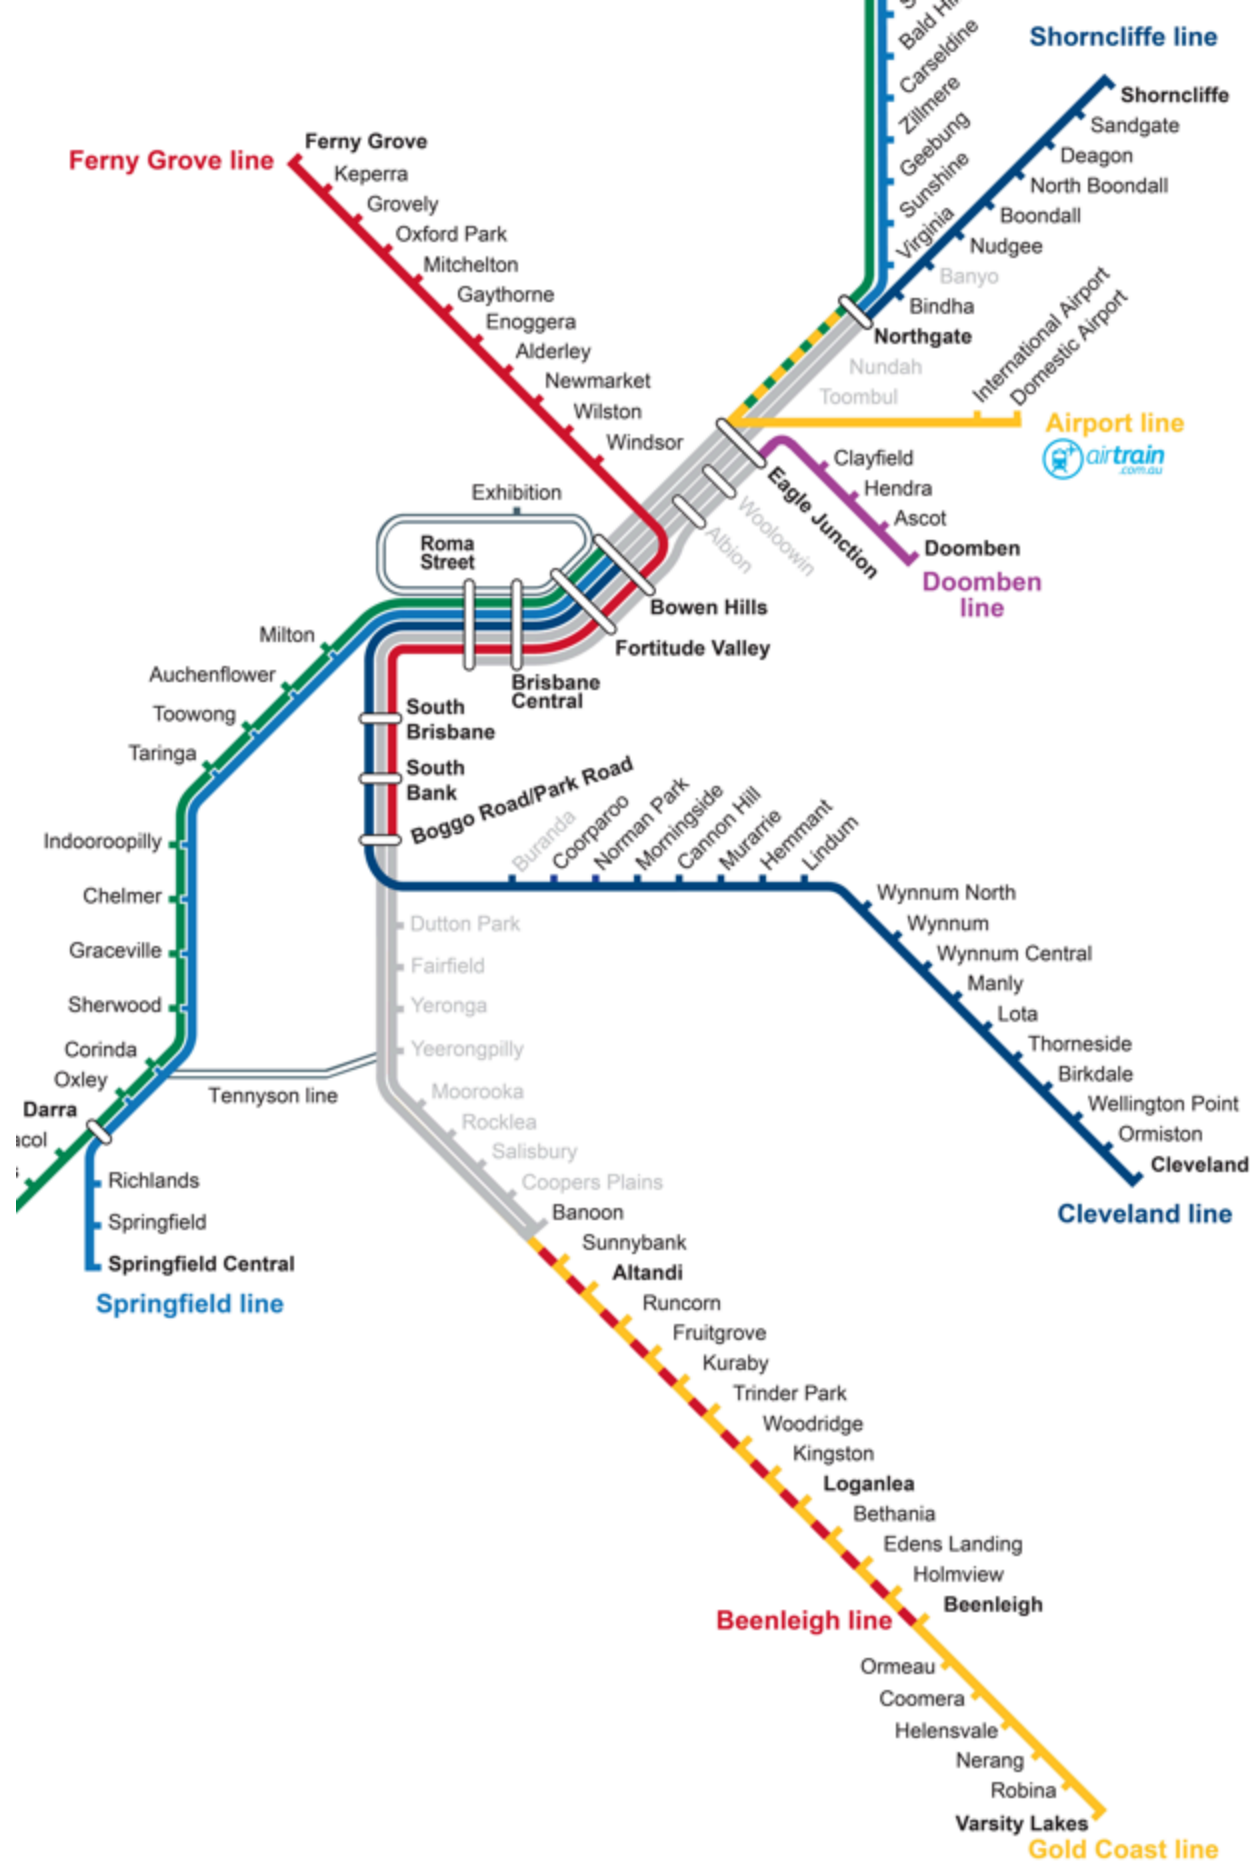 Bald
Carseldine
Zillmere
Geebung
Sunshine
Virginia
Shorncliffe line
Shorncliffe
Sandgate
Deagon
North Boondall
Boondall
Nudgee
Banyo
Bindha
Northgate
Nundah
Toombul
International Airport
Domestic Airport
Airport line
airtrain
.com.au
Ferny Grove line
Ferny Grove
Keperra
Grovely
Oxford Park
Mitchelton
Gaythorne
Enoggera
Alderley
Newmarket
Wilston
Windsor
Clayfield
Hendra
Ascot
Doomben
Doomben
line
Eagle Junction
Wooloowin
Albion
Exhibition
Roma
Street
Bowen Hills
Fortitude Valley
Brisbane
Central
Milton
Auchenflower
Toowong
Taringa
Indooroopilly
Chelmer
Graceville
Sherwood
Corinda
Oxley
Darra
acol
Richlands
Springfield
Springfield Central
Springfield line
Tennyson line
South
Brisbane
South
Bank
Boggo Road/Park Road
Buranda
Coorparoo
Norman Park
Morningside
Cannon Hill
Murarrie
Hemmant
Lindum
Wynnum North
Wynnum
Wynnum Central
Manly
Lota
Thorneside
Birkdale
Wellington Point
Ormiston
Cleveland
Cleveland line
Dutton Park
Fairfield
Yeronga
Yeerongpilly
Moorooka
Rocklea
Salisbury
Coopers Plains
Banoon
Sunnybank
Altandi
Runcorn
Fruitgrove
Kuraby
Trinder Park
Woodridge
Kingston
Loganlea
Bethania
Edens Landing
Holmview
Beenleigh
Beenleigh line
Ormeau
Coomera
Helensvale
Nerang
Robina
Varsity Lakes
Gold Coast line